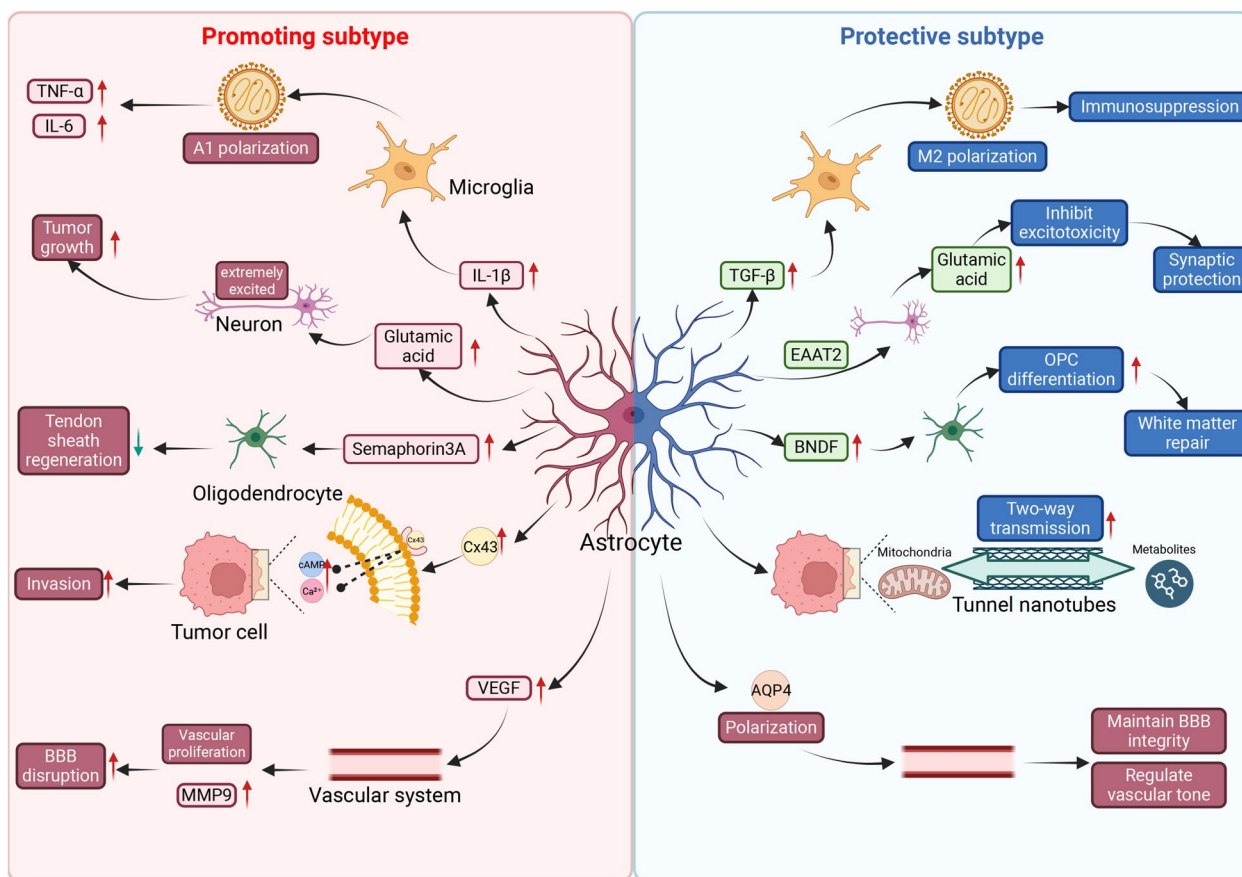 Promoting subtype
TNF-α
IL-6
A1 polarization
Microglia
Tumor
growth
extremely
excited
Neuron
IL-1β
Glutamic
acid
Tendon
sheath
regeneration
Semaphorin3A
Oligodendrocyte
Cx43
cAMP
Ca²⁺
Cx43
Invasion
Tumor cell
VEGF
Vascular
proliferation
MMP9
BBB
disruption
Vascular system
Astrocyte
Protective subtype
M2 polarization
Immunosuppression
TGF-β
Glutamic
acid
Inhibit
excitotoxicity
Synaptic
protection
EAAT2
BNDF
OPC
differentiation
White matter
repair
Two-way
transmission
Mitochondria
Metabolites
Tunnel nanotubes
AQP4
Polarization
Maintain BBB
integrity
Regulate
vascular tone